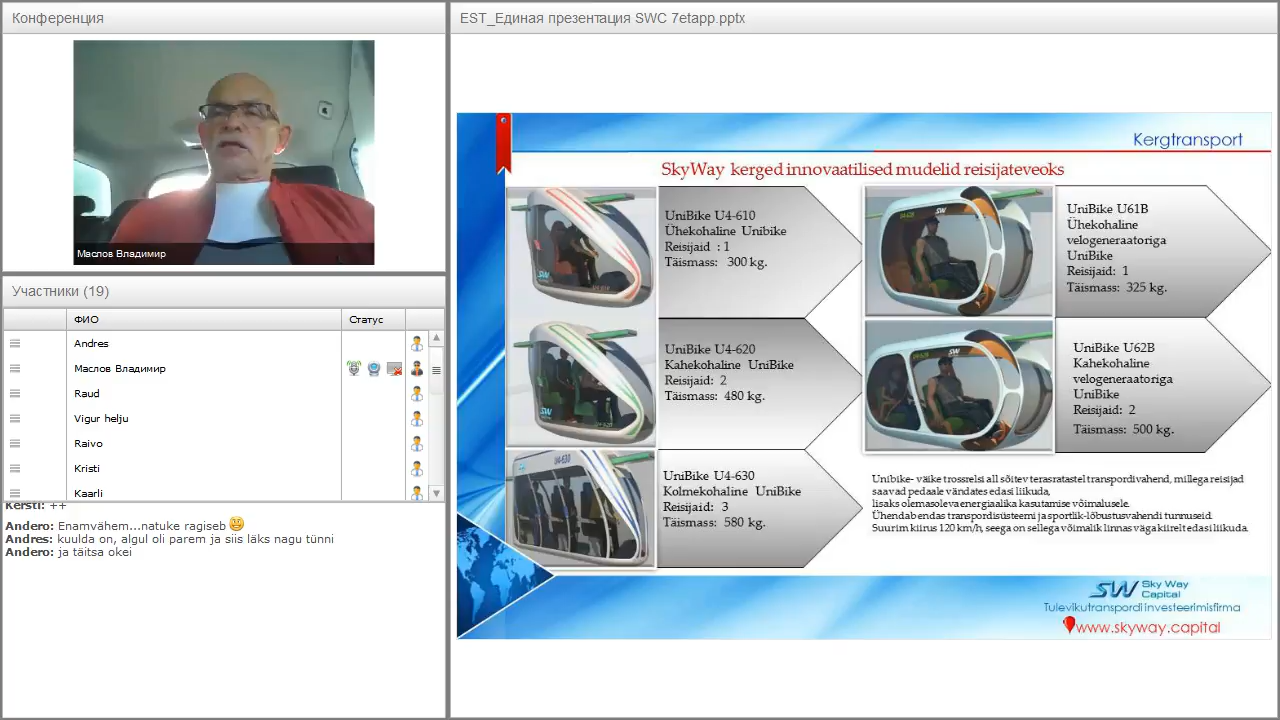 Конференция
Маслов Владимир
Участники (19)
ФИО
Статус
Andres
Маслов Владимир
Raud
Vigur helju
Raivo
Kristi
Kaarli
Kersti: ++
Andero: Enamvähem...natuke ragiseb
Andres: kuulda on, algul oli parem ja siis läks nagu tünni
Andero: ja täitsa okei
EST_Единая презентация SWC 7etapp.pptx
Kergtransport
SkyWay kerged innovaatilised mudelid reisijateveoks
UniBike U4-610
Ühekohaline Unibike
Reisijaid : 1
Täismass: 300 kg.
UniBike U4-620
Kahekohaline UniBike
Reisijaid: 2
Täismass: 480 kg.
U4-630
UniBike U4-630
Kolmekohaline UniBike
Reisijaid: 3
Täismass: 580 kg.
UniBike U61B
Ühekohaline
velogeneraatoriga
UniBike
Reisijaid: 1
Täismass: 325 kg.
UniBike U62B
Kahekohaline
velogeneraatoriga
UniBike
Reisijaid: 2
Täismass: 500 kg.
Unibike- väike trossrelsi all sõitev terasratastel transpordivahend, millega reisijad
saavad pedaale vändates edasi liikuda,
lisaks olemasoleva energiaallika kasutamise võimalusele.
Ühendab endas transpordisüsteemi ja sportlik-lõbustusvahendi tunnuseid.
Suurim kiirus 120 km/h, seega on sellega võimalik linnas väga kiirelt edasi liikuda.
SW Sky Way
Capital
Tulevikutranspordi investeerimisfirma
www.skyway.capital